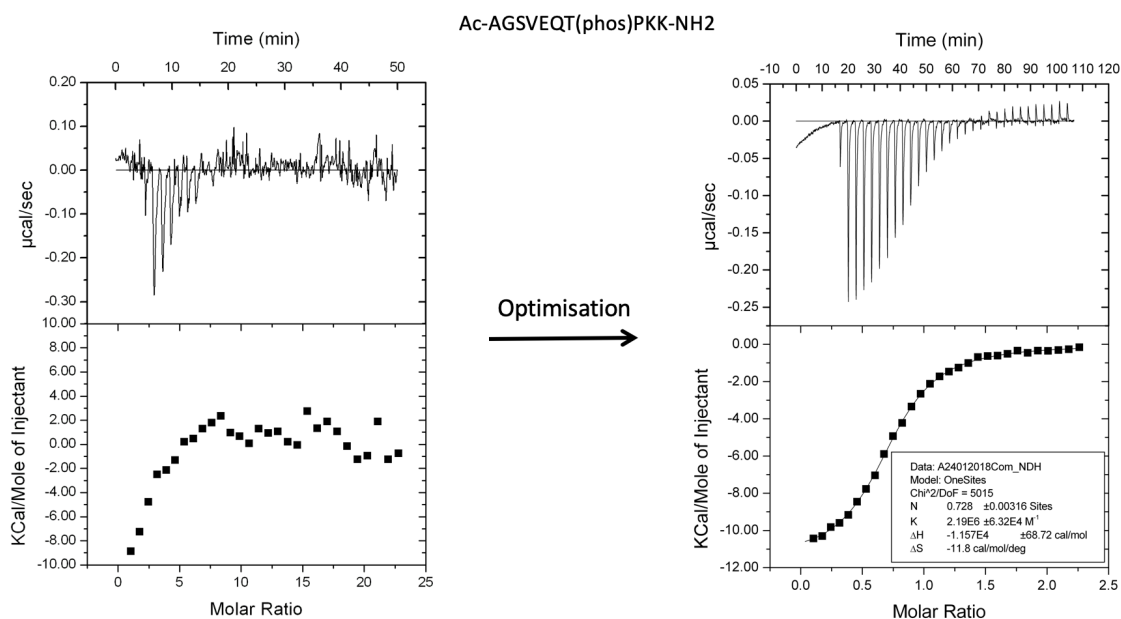 Ac-AGSVEQT(phos)PKK-NH2
Time (min)
0 10 20 30 40 50
0.20
0.10
0.00
-0.10
-0.20
-0.30
µcal/sec
10.00
8.00
6.00
4.00
2.00
0.00
-2.00
-4.00
-6.00
-8.00
-10.00
KCal/Mole of Injectant
0 5 10 15 20 25
Molar Ratio
Optimisation
Time (min)
-10 0 10 20 30 40 50 60 70 80 90 100 110 120
0.05
0.00
-0.05
-0.10
-0.15
-0.20
-0.25
µcal/sec
0.00
-2.00
-4.00
-6.00
-8.00
-10.00
-12.00
KCal/Mole of Injectant
Data: A24012018Com_NDH
Model: OneSites
Chi^2/DoF = 5015
N 0.728 ±0.00316 Sites
K 2.19E6 ±6.32E4 M-1
ΔH -1.157E4 ±68.72 cal/mol
ΔS -11.8 cal/mol/deg
0.0 0.5 1.0 1.5 2.0 2.5
Molar Ratio